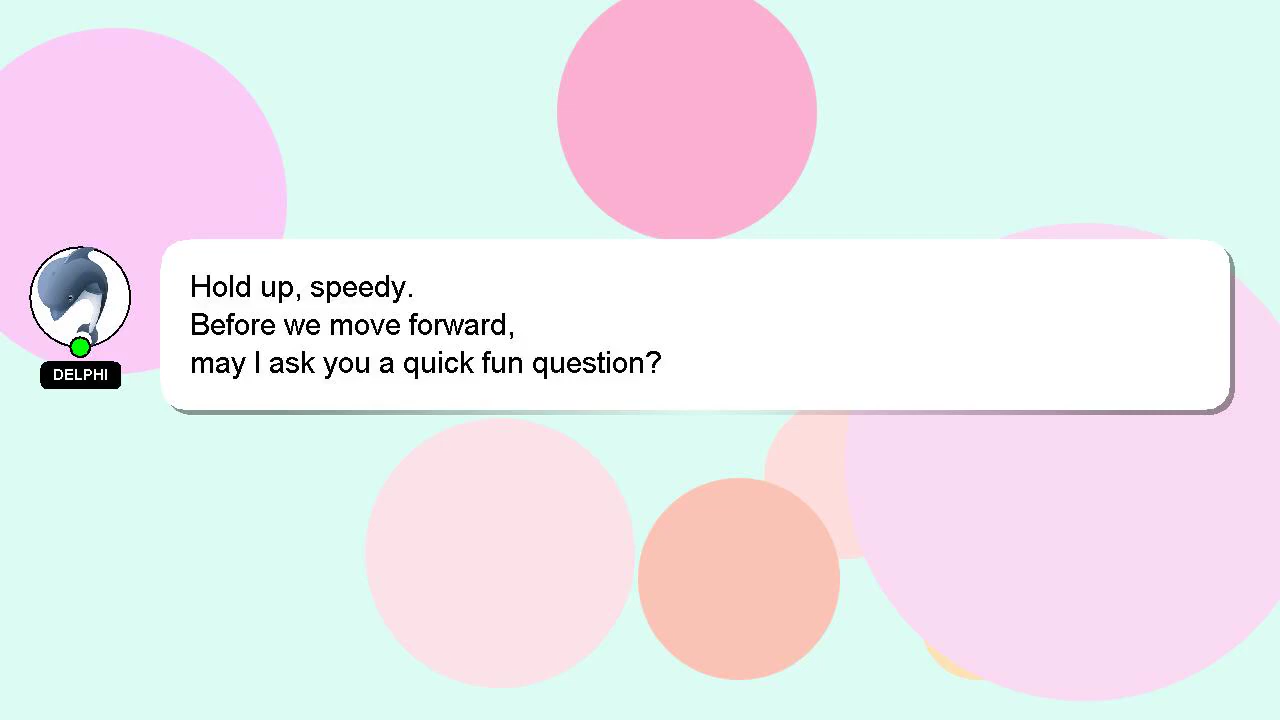 Hold up, speedy.
Before we move forward,
may I ask you a quick fun question?
DELPHI